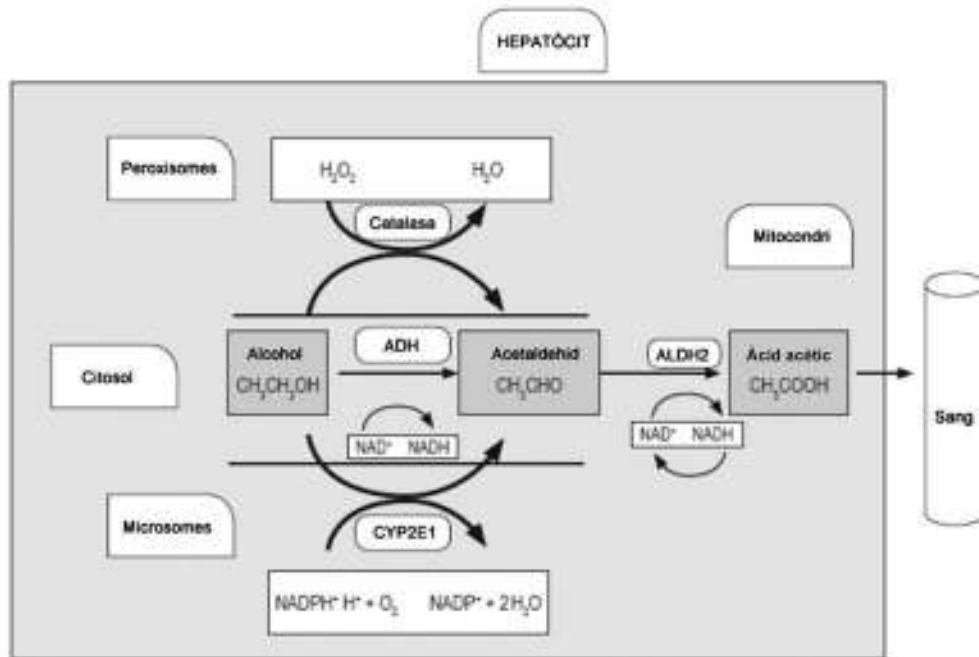 HEPATÒCIT
Peroxisomes
H₂O₂ H₂O
Catalasa
Mitocondri
Citosol
Alcohol
CH₃CH₂OH
ADH
NAD⁺ NADH
Acetaldehid
CH₃CHO
ALDH2
NAD⁺ NADH
Àcid acètic
CH₃COOH
Sang
Microsomes
CYP2E1
NADPH⁺ H⁺ + O₂ NADP⁺ + 2H₂O